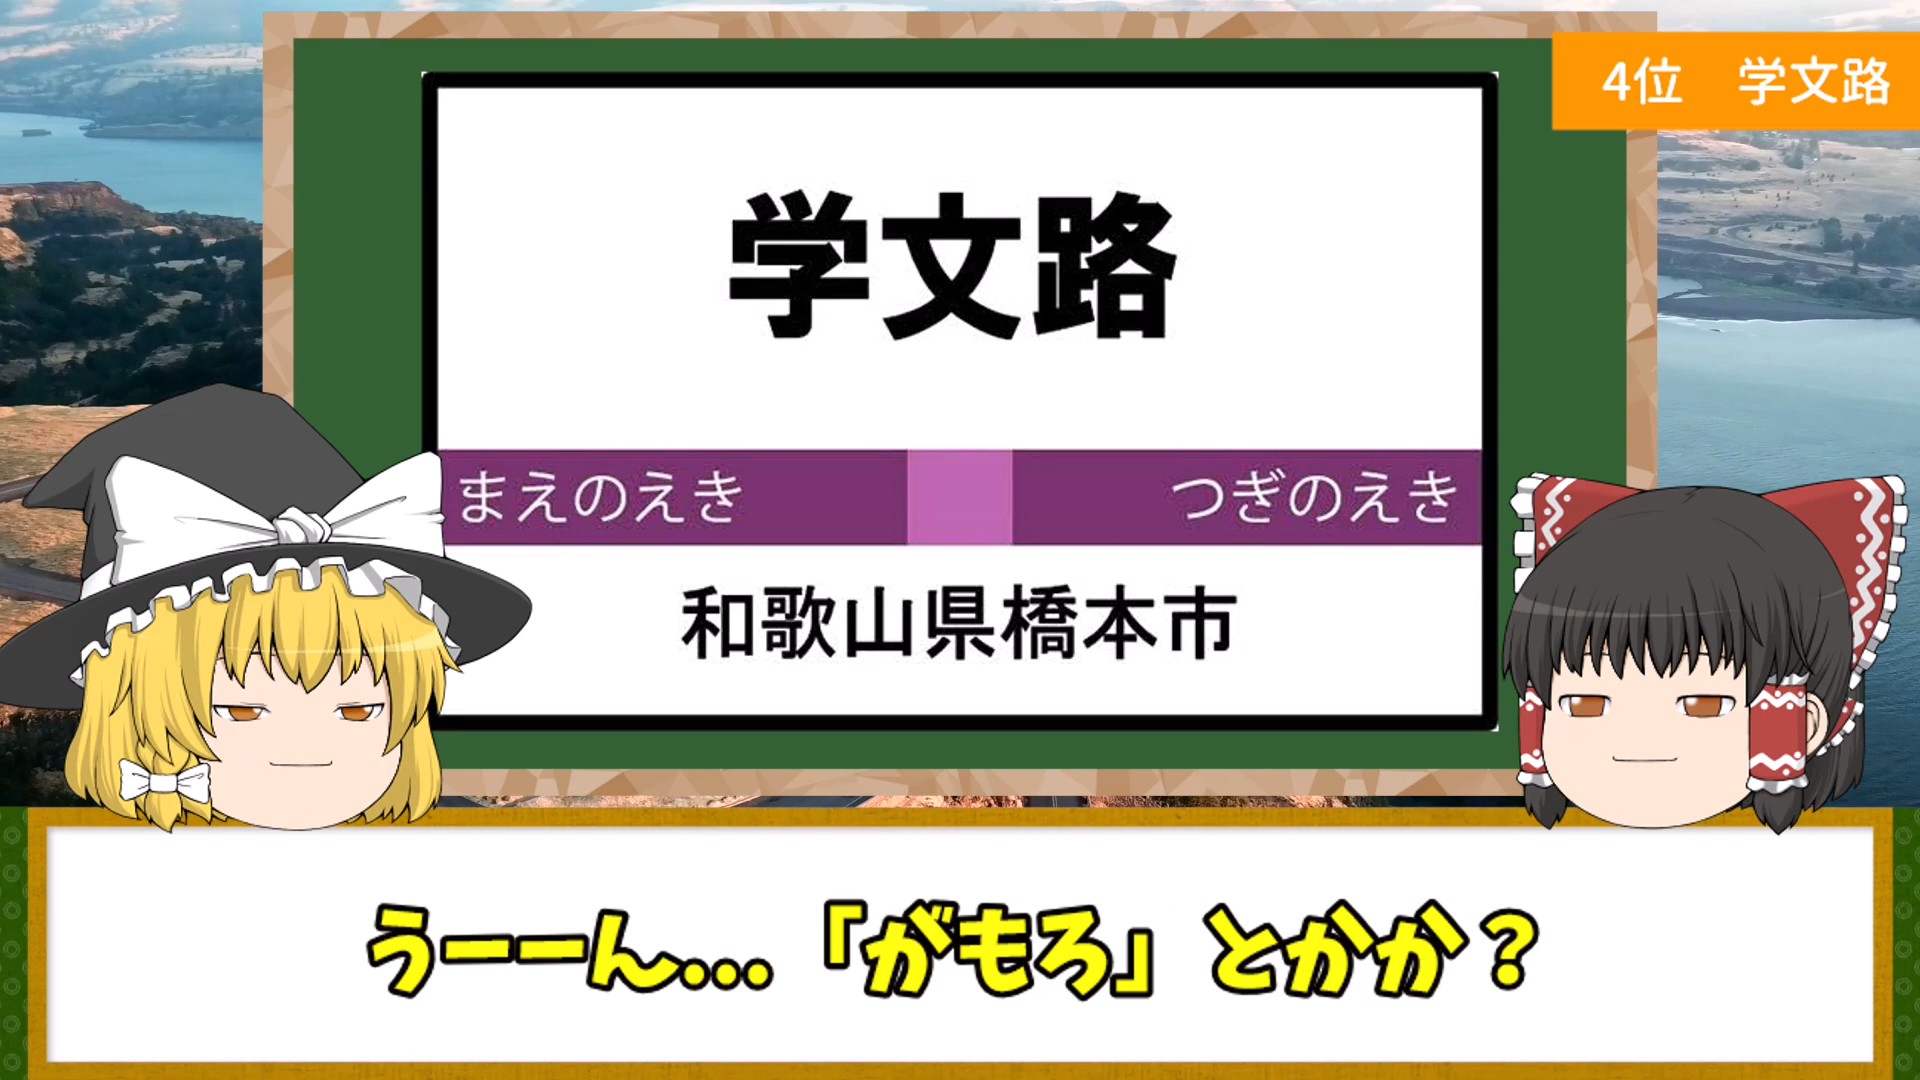 4位　学文路
学文路
まえのえき
つぎのえき
和歌山県橋本市
うーーん...「がもろ」とかか？